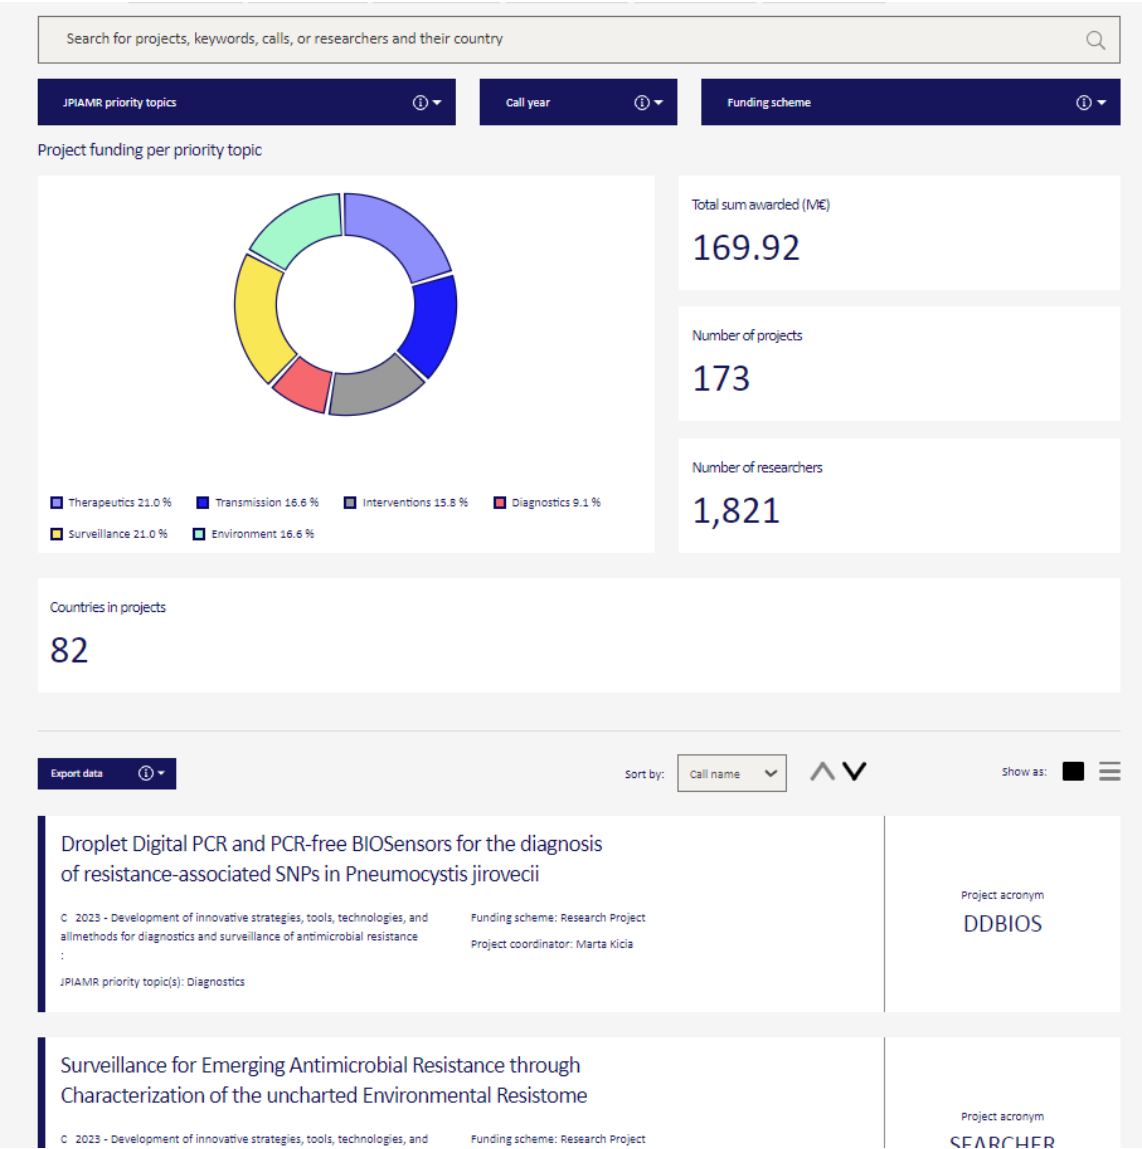 Search for projects, keywords, calls, or researchers and their country
JPIAMR priority topics
Call year
Funding scheme
Project funding per priority topic
Total sum awarded (M€)
169.92
Number of projects
173
Number of researchers
1,821
Therapeutics 21.0 % Transmission 16.6 % Interventions 15.8 % Diagnostics 9.1 %
Surveillance 21.0 % Environment 16.6 %
Countries in projects
82
Export data
Sort by: Call name
Show as:
Droplet Digital PCR and PCR-free BIOSensors for the diagnosis
of resistance-associated SNPs in Pneumocystis jirovecii
C 2023 - Development of innovative strategies, tools, technologies, and
allmethods for diagnostics and surveillance of antimicrobial resistance
:
JPIAMR priority topic(s): Diagnostics
Funding scheme: Research Project
Project coordinator: Marta Kicia
Project acronym
DDBIOS
Surveillance for Emerging Antimicrobial Resistance through
Characterization of the uncharted Environmental Resistome
C 2023 - Development of innovative strategies, tools, technologies, and
Funding scheme: Research Project
Project acronym
SEARCHER